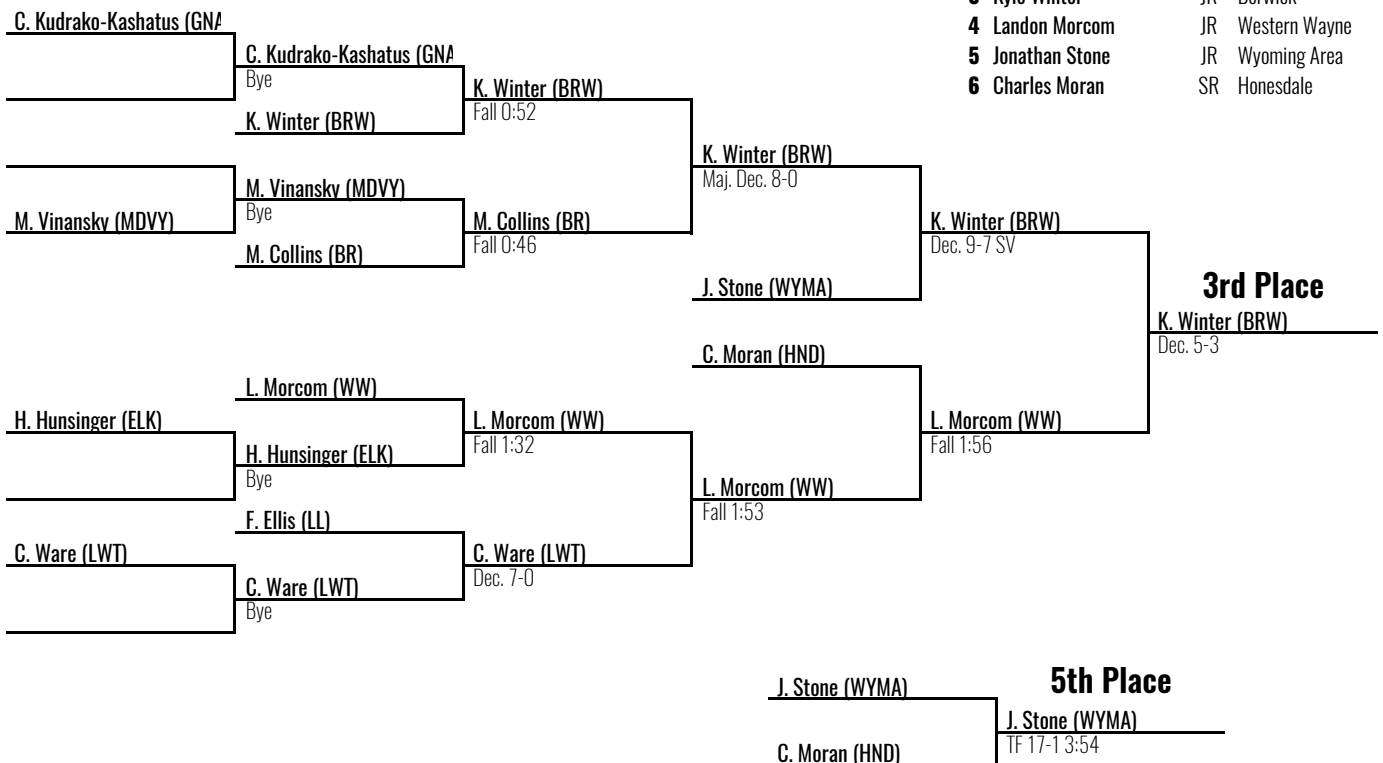 3 Kyle Winter JR Berwick
4 Landon Morcom JR Western Wayne
5 Jonathan Stone JR Wyoming Area
6 Charles Moran SR Honesdale
C. Kudrako-Kashatus (GNA
C. Kudrako-Kashatus (GNA
Bye
K. Winter (BRW)
K. Winter (BRW)
Fall 0:52
M. Vinansky (MDVY)
M. Vinansky (MDVY)
Bye
M. Collins (BR)
M. Collins (BR)
Fall 0:46
K. Winter (BRW)
Maj. Dec. 8-0
J. Stone (WYMA)
K. Winter (BRW)
Dec. 9-7 SV
3rd Place
K. Winter (BRW)
Dec. 5-3
C. Moran (HND)
L. Morcom (WW)
H. Hunsinger (ELK)
H. Hunsinger (ELK)
Bye
L. Morcom (WW)
Fall 1:32
L. Morcom (WW)
Fall 1:56
L. Morcom (WW)
Fall 1:53
F. Ellis (LL)
C. Ware (LWT)
C. Ware (LWT)
Bye
C. Ware (LWT)
Dec. 7-0
5th Place
J. Stone (WYMA)
J. Stone (WYMA)
TF 17-1 3:54
C. Moran (HND)